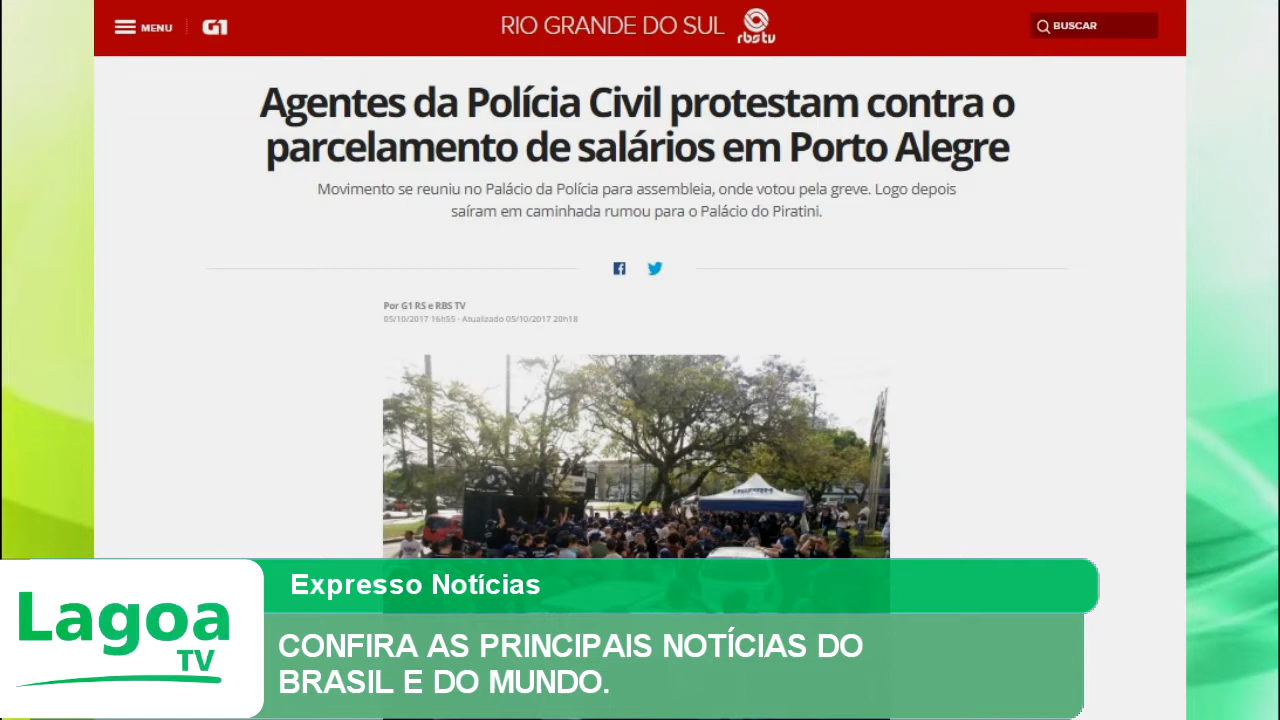 MENU
G1
RIO GRANDE DO SUL
rbs tv
BUSCAR
Agentes da Polícia Civil protestam contra o
parcelamento de salários em Porto Alegre
Movimento se reuniu no Palácio da Polícia para assembleia, onde votou pela greve. Logo depois
saíram em caminhada rumou para o Palácio do Piratini.
Por G1 RS e RBS TV
05/10/2017 16h55 · Atualizado 05/10/2017 20h18
Expresso Notícias
Lagoa
TV
CONFIRA AS PRINCIPAIS NOTÍCIAS DO
BRASIL E DO MUNDO.